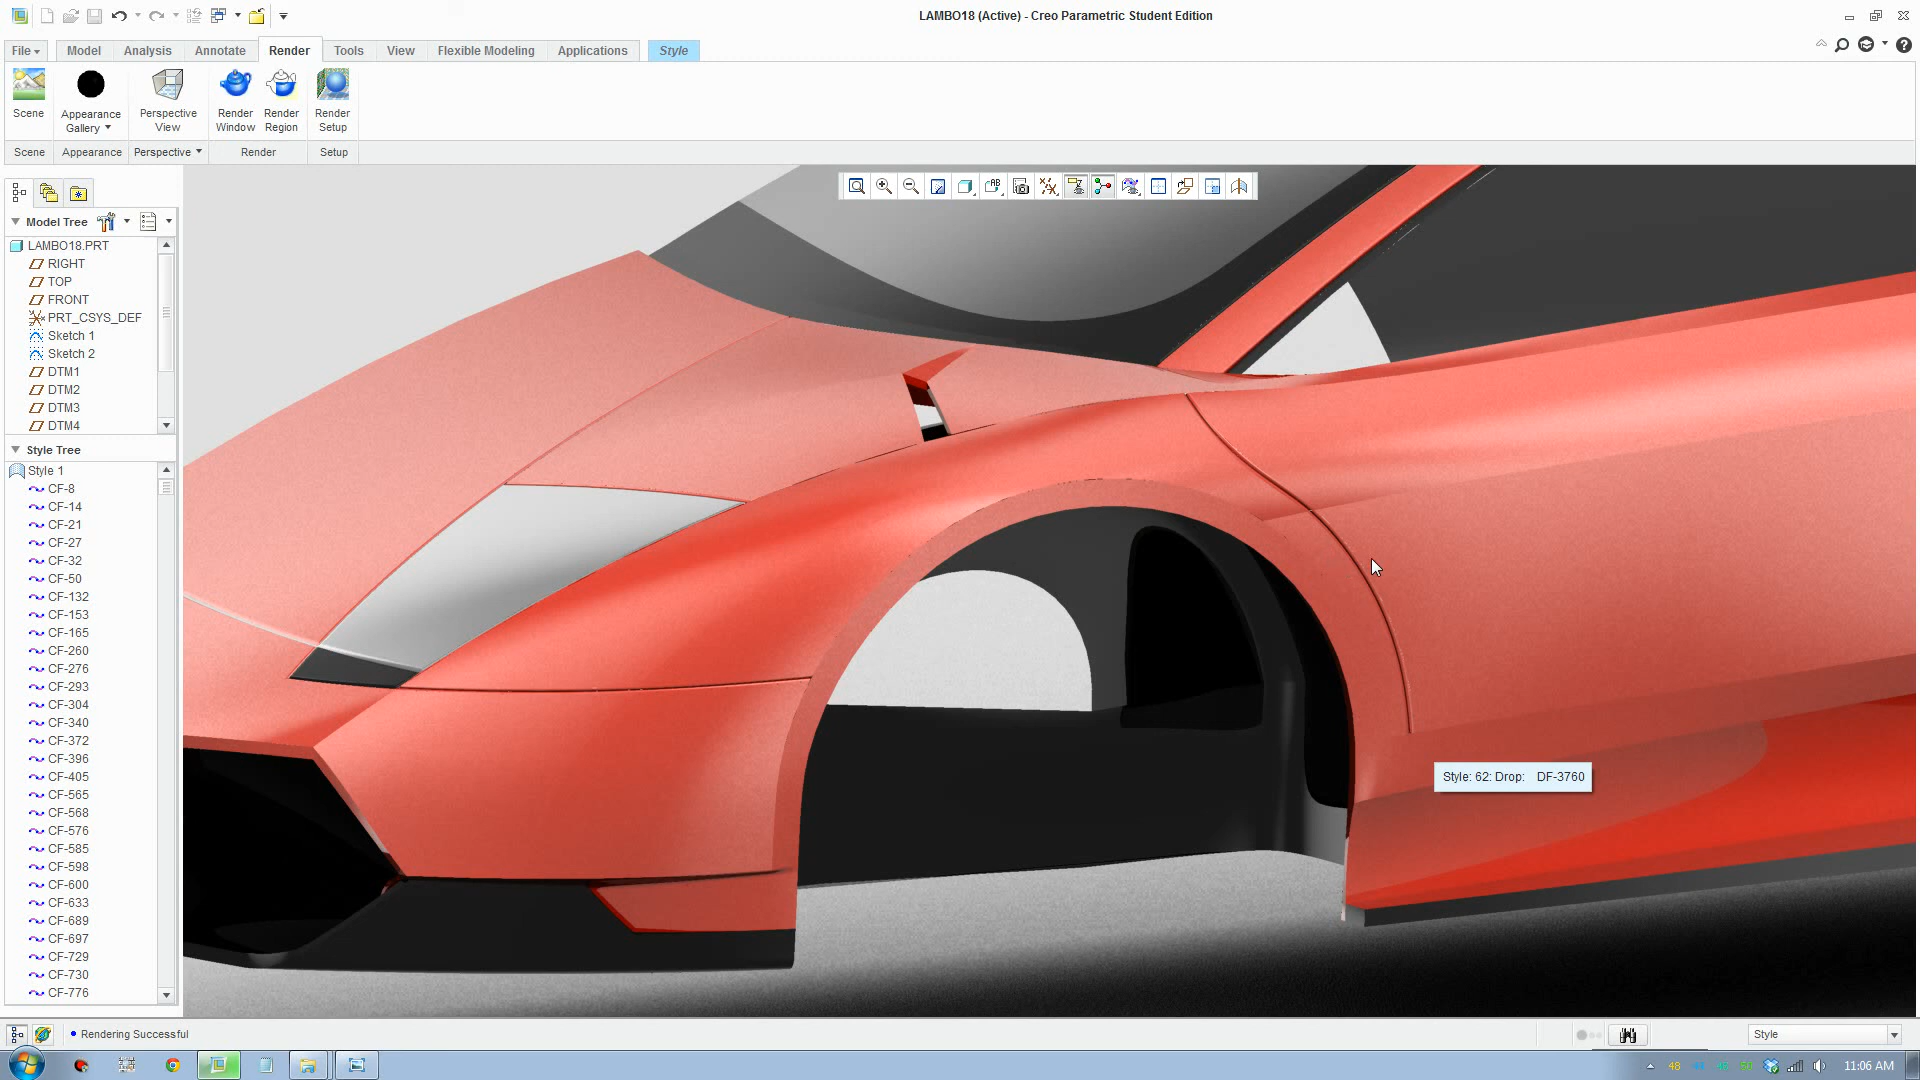 LAMBO18 (Active) - Creo Parametric Student Edition
File Model Analysis Annotate Render Tools View Flexible Modeling Applications Style
Scene
Appearance Gallery
Perspective View
Render Window
Render Region
Render Setup
Scene Appearance Perspective Render Setup
Model Tree
LAMBO18.PRT
RIGHT
TOP
FRONT
PRT_CSYS_DEF
Sketch 1
Sketch 2
DTM1
DTM2
DTM3
DTM4
Style Tree
Style 1
CF-8
CF-14
CF-21
CF-27
CF-32
CF-50
CF-132
CF-153
CF-165
CF-260
CF-276
CF-293
CF-304
CF-340
CF-372
CF-396
CF-405
CF-565
CF-568
CF-576
CF-585
CF-598
CF-600
CF-633
CF-689
CF-697
CF-729
CF-730
CF-776
Style: 62: Drop: DF-3760
Rendering Successful
Style
48
11:06 AM